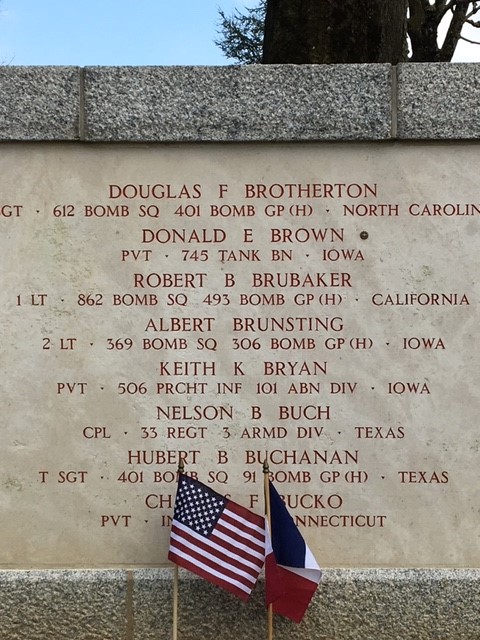 DOUGLAS F BROTHERTON
GT · 612 BOMB SQ 401 BOMB GP (H) · NORTH CAROLIN
DONALD E BROWN
PVT · 745 TANK BN · IOWA
ROBERT B BRUBAKER
1 LT · 862 BOMB SQ 493 BOMB GP (H) · CALIFORNIA
ALBERT BRUNSTING
2 LT · 369 BOMB SQ 306 BOMB GP (H) · IOWA
KEITH K BRYAN
PVT · 506 PRCHT INF 101 ABN DIV · IOWA
NELSON B BUCH
CPL · 33 REGT 3 ARMD DIV · TEXAS
HUBERT B BUCHANAN
T SGT · 401 BOMB SQ 91 BOMB GP (H) · TEXAS
F BUCKO
PVT · NNECTICUT